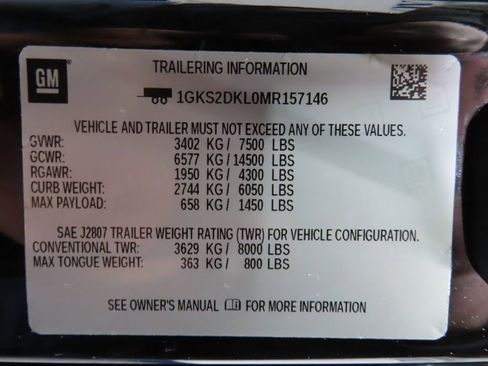 GM
TRAILERING INFORMATION
1GKS2DKL0MR157146
VEHICLE AND TRAILER MUST NOT EXCEED ANY OF THESE VALUES.
GVWR: 3402 KG/ 7500 LBS
GCWR: 6577 KG/ 14500 LBS
RGAWR: 1950 KG/ 4300 LBS
CURB WEIGHT: 2744 KG/ 6050 LBS
MAX PAYLOAD: 658 KG/ 1450 LBS
SAE J2807 TRAILER WEIGHT RATING (TWR) FOR VEHICLE CONFIGURATION.
CONVENTIONAL TWR: 3629 KG/ 8000 LBS
MAX TONGUE WEIGHT: 363 KG/ 800 LBS
SEE OWNER'S MANUAL FOR MORE INFORMATION